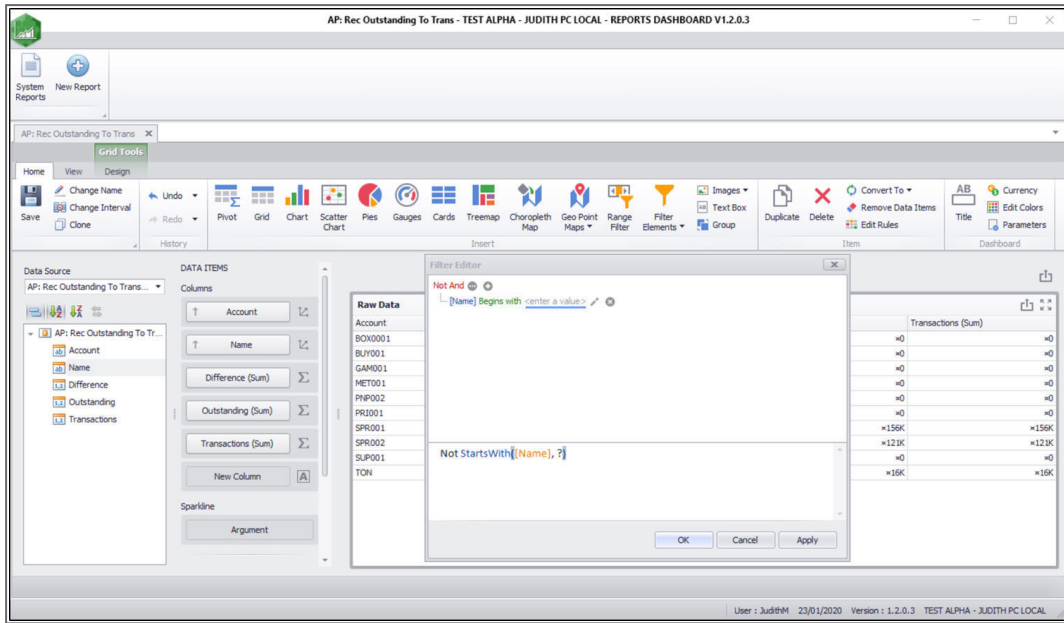 AP: Rec Outstanding To Trans - TEST ALPHA - JUDITH PC LOCAL - REPORTS DASHBOARD V1.2.0.3
System Reports
New Report
AP: Rec Outstanding To Trans
Grid Tools
Home View Design
Save
Change Name
Change Interval
Clone
Undo
Redo
History
Pivot
Grid
Chart
Scatter Chart
Pies
Gauges
Cards
Treemap
Choropleth Map
Geo Point Maps
Range Filter
Filter Elements
Images
Text Box
Group
Insert
Duplicate
Delete
Convert To
Remove Data Items
Edit Rules
Item
AB
Title
Currency
Edit Colors
Parameters
Dashboard
Data Source
AP: Rec Outstanding To Trans...
AP: Rec Outstanding To Tr...
Account
Name
Difference
Outstanding
Transactions
DATA ITEMS
Columns
Account
Name
Difference (Sum)
Outstanding (Sum)
Transactions (Sum)
New Column
Sparkline
Argument
Filter Editor
Not And
[Name] Begins with <enter a value>
Not StartsWith([Name], ?)
OK Cancel Apply
Raw Data
Account Transactions (Sum)
BOX0001 ¤0 ¤0
BUY001 ¤0 ¤0
GAM001 ¤0 ¤0
MET001 ¤0 ¤0
PNP002 ¤0 ¤0
PRI001 ¤0 ¤0
SPR001 ¤156K ¤156K
SPR002 ¤121K ¤121K
SUP001 ¤0 ¤0
TON ¤16K ¤16K
User : JudithM 23/01/2020 Version : 1.2.0.3 TEST ALPHA - JUDITH PC LOCAL